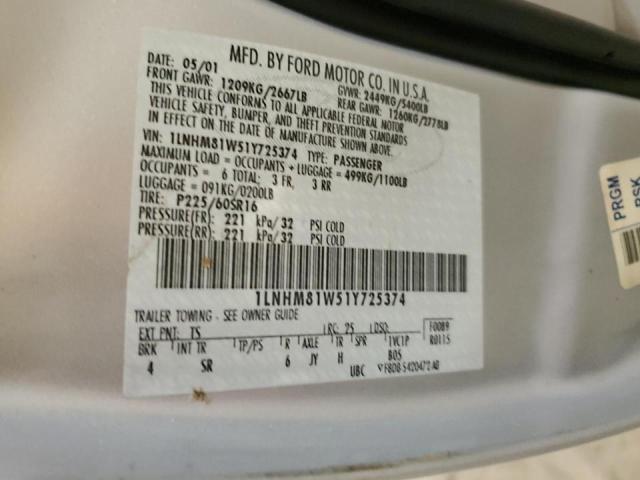 MFD. BY FORD MOTOR CO. IN U.S.A.
DATE: 05/01 GVWR: 2449KG/5400LB
FRONT GAWR: 1209KG/2667LB REAR GAWR: 1260KG/2778LB
THIS VEHICLE CONFORMS TO ALL APPLICABLE FEDERAL MOTOR
VEHICLE SAFETY, BUMPER, AND THEFT PREVENTION STANDARDS
IN EFFECT ON THE DATE OF MANUFACTURE SHOWN ABOVE.
VIN: 1LNHM81W51Y725374 TYPE: PASSENGER
MAXIMUM LOAD = OCCUPANTS + LUGGAGE = 499KG/1100LB
OCCUPANTS = 6 TOTAL: 3 FR, 3 RR
LUGGAGE = 091KG/0200LB
TIRE: P225/60SR16
PRESSURE(FR): 221 kPa/32 PSI COLD
PRESSURE(RR): 221 kPa/32 PSI COLD
1LNHM81W51Y725374
TRAILER TOWING - SEE OWNER GUIDE
EXT PNT: TS RC: 25 DSO: F0089
BRK INT TR TP/PS R AXLE TR SPR 1VC1P R0115
4 SR 6 JY H B05
UBC F8DB-5420472-AB
PRGM
RSK